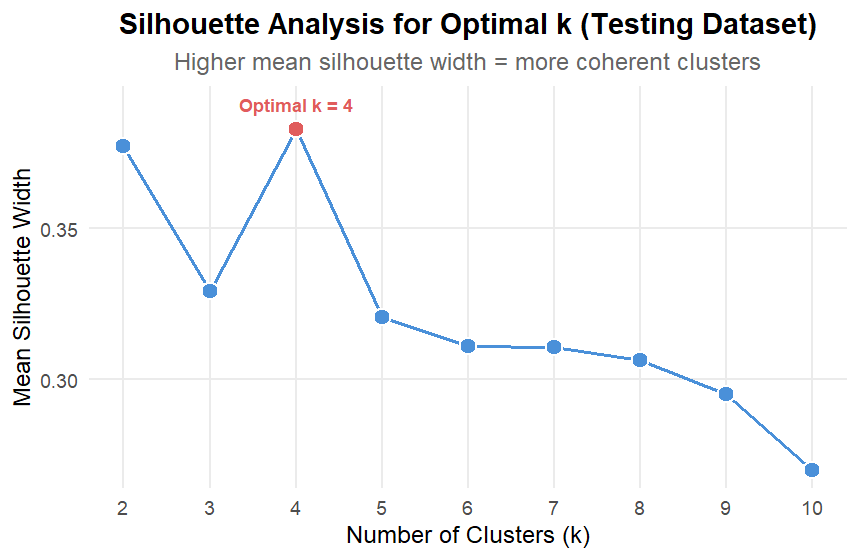 Silhouette Analysis for Optimal k (Testing Dataset)
Higher mean silhouette width = more coherent clusters
Optimal k = 4
Mean Silhouette Width
0.35
0.30
2 3 4 5 6 7 8 9 10
Number of Clusters (k)